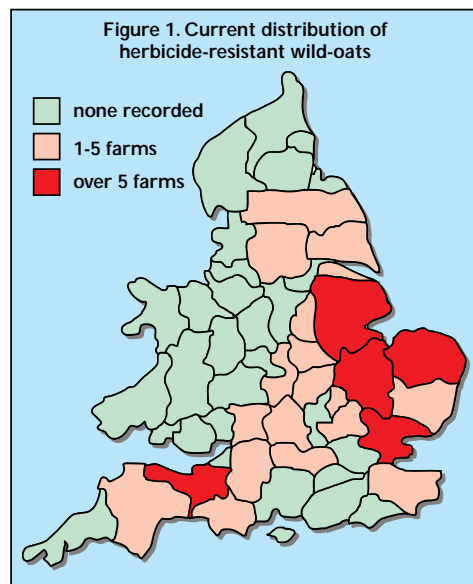 Figure 1. Current distribution of
herbicide-resistant wild-oats
none recorded
1-5 farms
over 5 farms